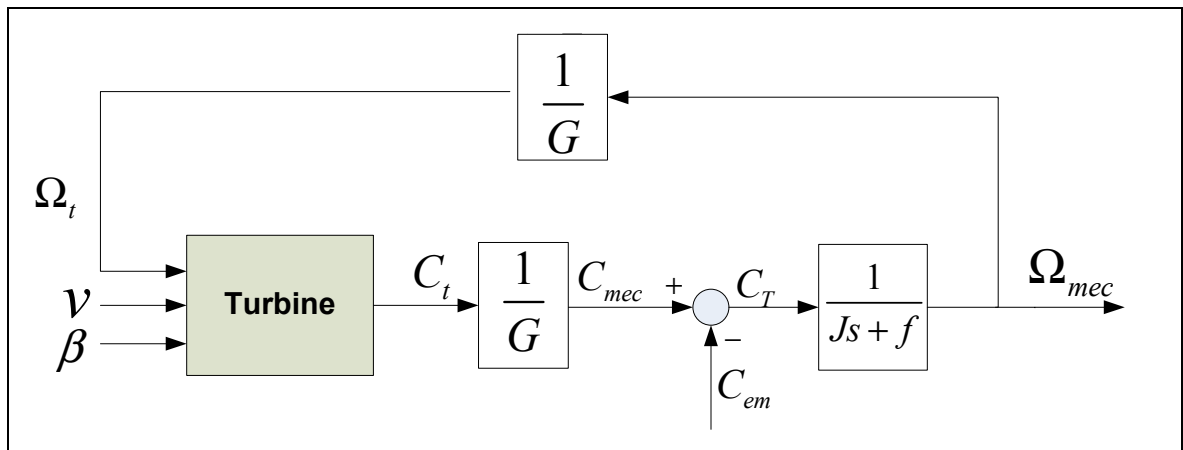 1
G
Ω_t
ν
β
Turbine
C_t
1
G
C_mec
+
−
C_T
C_em
1
Js + f
Ω_mec